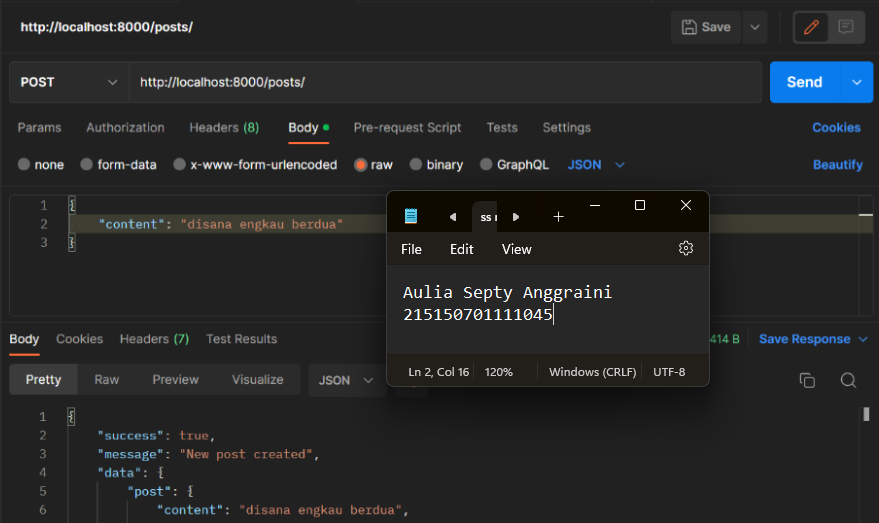 http://localhost:8000/posts/
Save
POST
http://localhost:8000/posts/
Send
Params Authorization Headers (8) Body Pre-request Script Tests Settings Cookies
none form-data x-www-form-urlencoded raw binary GraphQL JSON Beautify
1 {
2 "content": "disana engkau berdua"
3 }
ss
File Edit View
Aulia Septy Anggraini
215150701111045
Ln 2, Col 16 120% Windows (CRLF) UTF-8
Body Cookies Headers (7) Test Results 414 B Save Response
Pretty Raw Preview Visualize JSON
1 {
2 "success": true,
3 "message": "New post created",
4 "data": {
5 "post": {
6 "content": "disana engkau berdua",